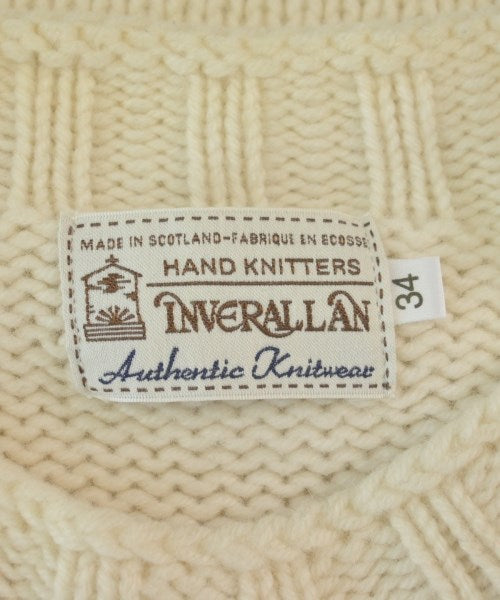 MADE IN SCOTLAND-FABRIQUE EN ECOSSE
HAND KNITTERS
INVERALLAN
Authentic Knitwear
34